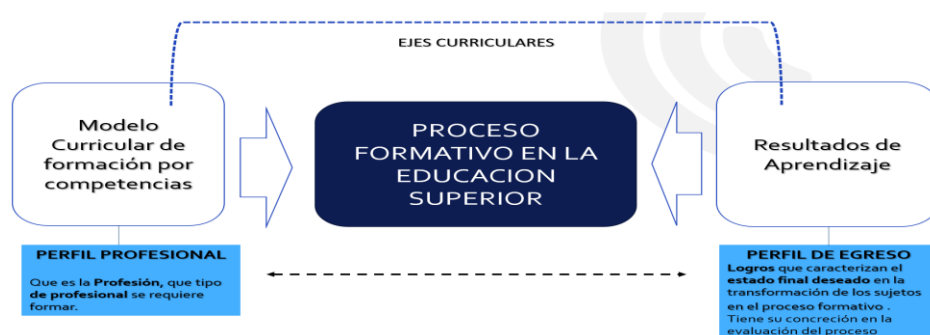 EJES CURRICULARES
Modelo
Curricular de
formación por
competencias
PROCESO
FORMATIVO EN LA
EDUCACION
SUPERIOR
Resultados de
Aprendizaje
PERFIL PROFESIONAL
Que es la Profesión, que tipo
de profesional se requiere
formar.
PERFIL DE EGRESO
Logros que caracterizan el
estado final deseado en la
transformación de los sujetos
en el proceso formativo .
Tiene su concreción en la
evaluación del proceso